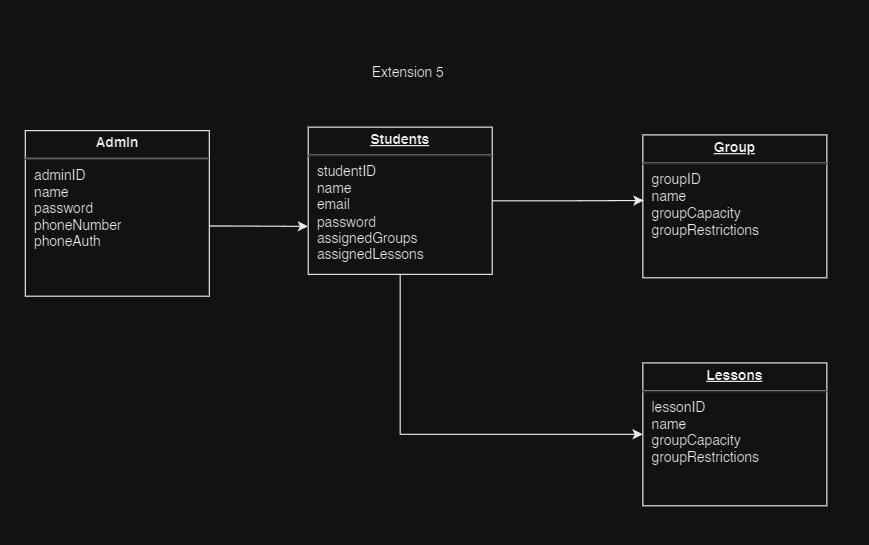 Extension 5
Admin
adminID
name
password
phoneNumber
phoneAuth
Students
studentID
name
email
password
assignedGroups
assignedLessons
Group
groupID
name
groupCapacity
groupRestrictions
Lessons
lessonID
name
groupCapacity
groupRestrictions